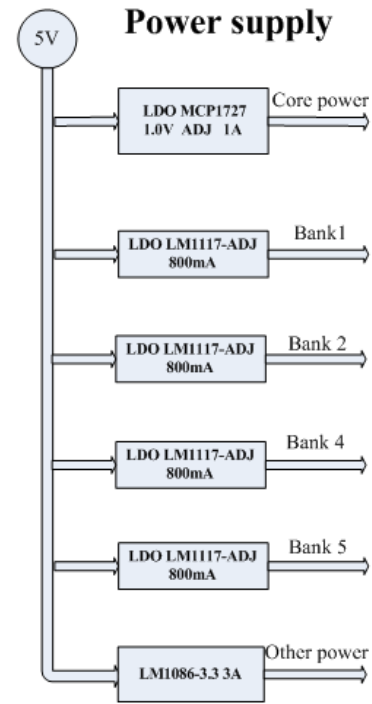 Power supply
5V
LDO MCP1727
1.0V ADJ 1A
Core power
LDO LM1117-ADJ
800mA
Bank1
LDO LM1117-ADJ
800mA
Bank 2
LDO LM1117-ADJ
800mA
Bank 4
LDO LM1117-ADJ
800mA
Bank 5
LM1086-3.3 3A
Other power